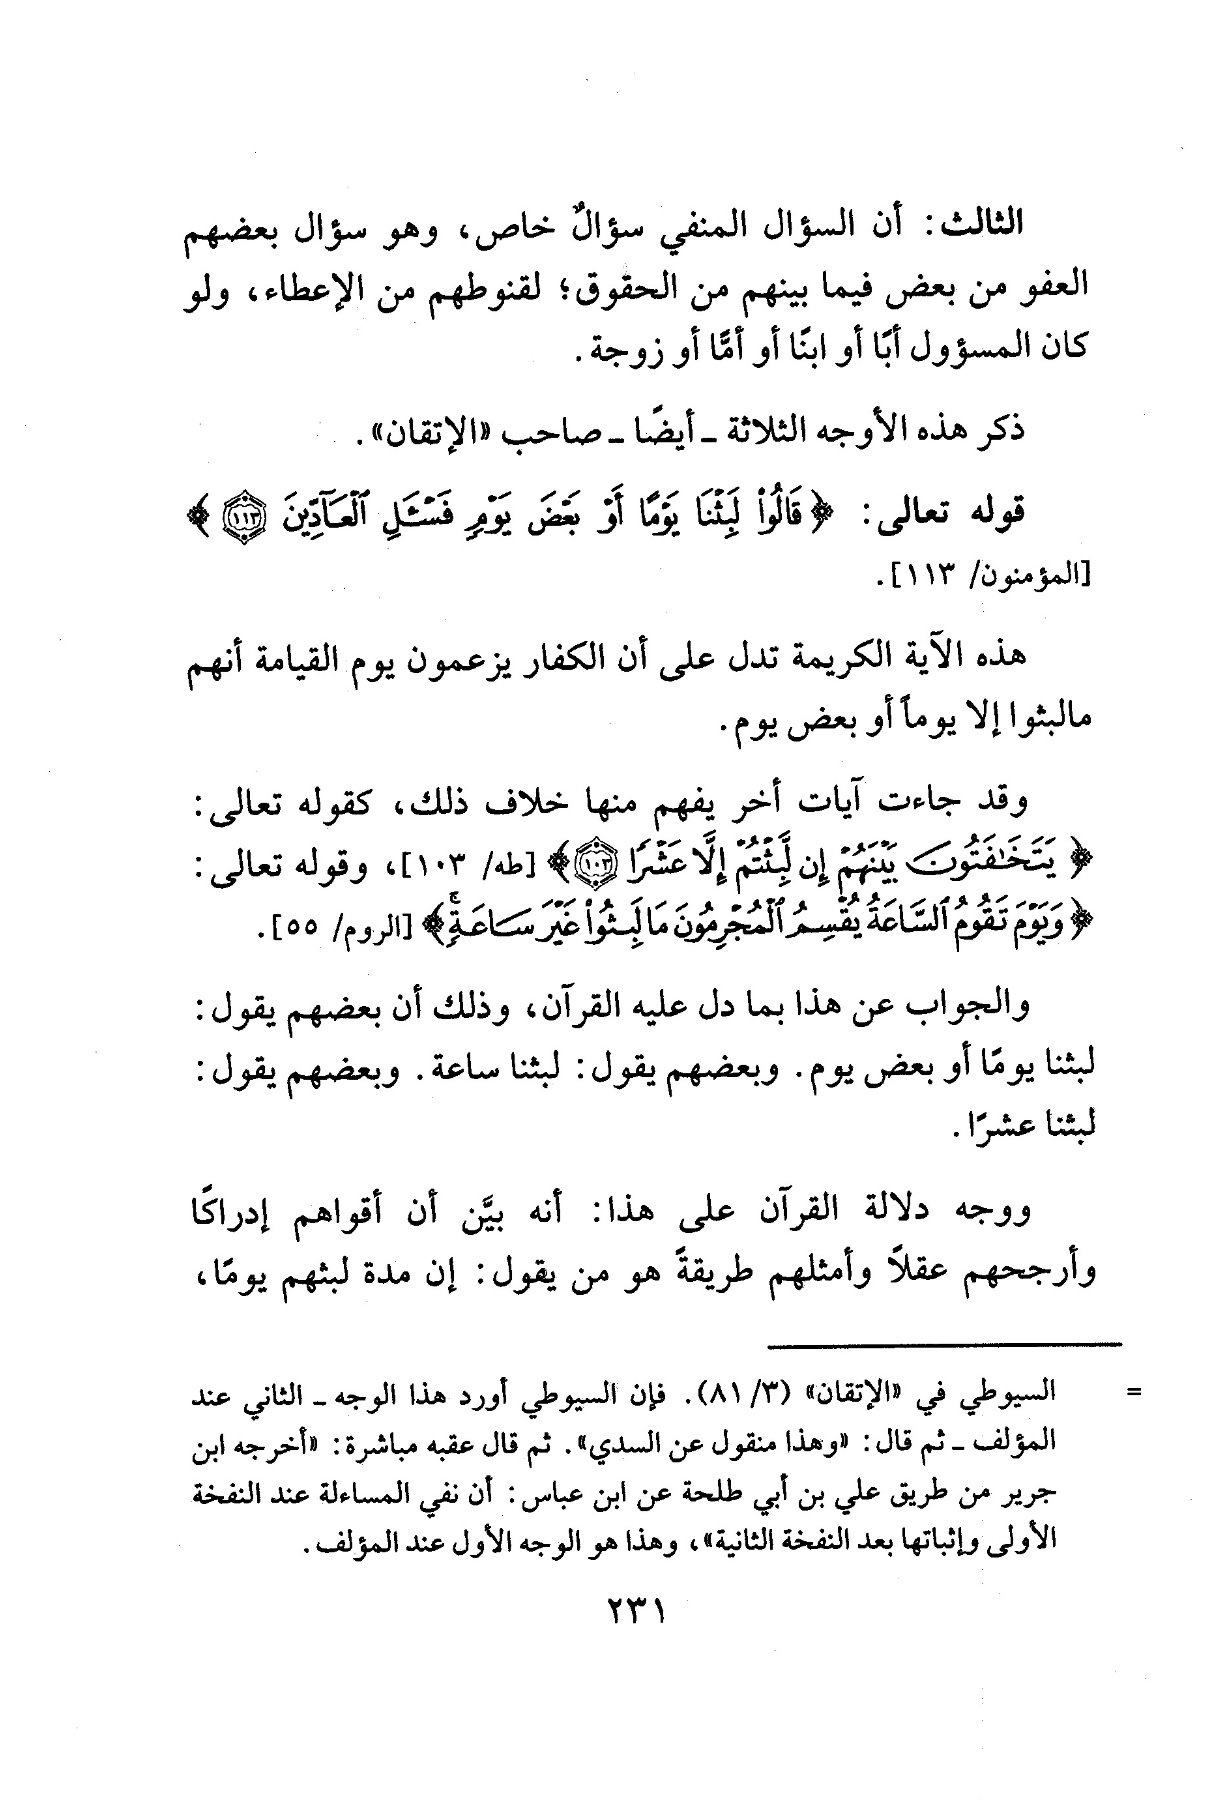 الثالث: أن السؤال المنفي سؤالٌ خاص، وهو سؤال بعضهم
العفو من بعض فيما بينهم من الحقوق؛ لقنوطهم من الإعطاء، ولو
كان المسؤول أبًا أو ابنًا أو أمًّا أو زوجة.
ذكر هذه الأوجه الثلاثة ـ أيضًا ـ صاحب «الإتقان».
قوله تعالى: ﴿قَالُواْ لَبِثۡنَا يَوۡمًا أَوۡ بَعۡضَ يَوۡمٖ فَسۡـَٔلِ ٱلۡعَآدِّينَ ١١٣﴾
[المؤمنون/ ١١٣].
هذه الآية الكريمة تدل على أن الكفار يزعمون يوم القيامة أنهم
مالبثوا إلا يوماً أو بعض يوم.
وقد جاءت آيات أخر يفهم منها خلاف ذلك، كقوله تعالى:
﴿يَتَخَٰفَتُونَ بَيۡنَهُمۡ إِن لَّبِثۡتُمۡ إِلَّا عَشۡرٗا ١٠٣﴾ [طه/ ١٠٣]، وقوله تعالى:
﴿وَيَوۡمَ تَقُومُ ٱلسَّاعَةُ يُقۡسِمُ ٱلۡمُجۡرِمُونَ مَا لَبِثُواْ غَيۡرَ سَاعَةٖۚ﴾ [الروم/ ٥٥].
والجواب عن هذا بما دل عليه القرآن، وذلك أن بعضهم يقول:
لبثنا يومًا أو بعض يوم. وبعضهم يقول: لبثنا ساعة. وبعضهم يقول:
لبثنا عشرًا.
ووجه دلالة القرآن على هذا: أنه بيَّن أن أقواهم إدراكًا
وأرجحهم عقلاً وأمثلهم طريقةً هو من يقول: إن مدة لبثهم يومًا،
= السيوطي في «الإتقان» (٣/ ٨١). فإن السيوطي أورد هذا الوجه ـ الثاني عند
المؤلف ـ ثم قال: «وهذا منقول عن السدي». ثم قال عقبه مباشرة: «أخرجه ابن
جرير من طريق علي بن أبي طلحة عن ابن عباس: أن نفي المساءلة عند النفخة
الأولى وإثباتها بعد النفخة الثانية»، وهذا هو الوجه الأول عند المؤلف.
٢٣١